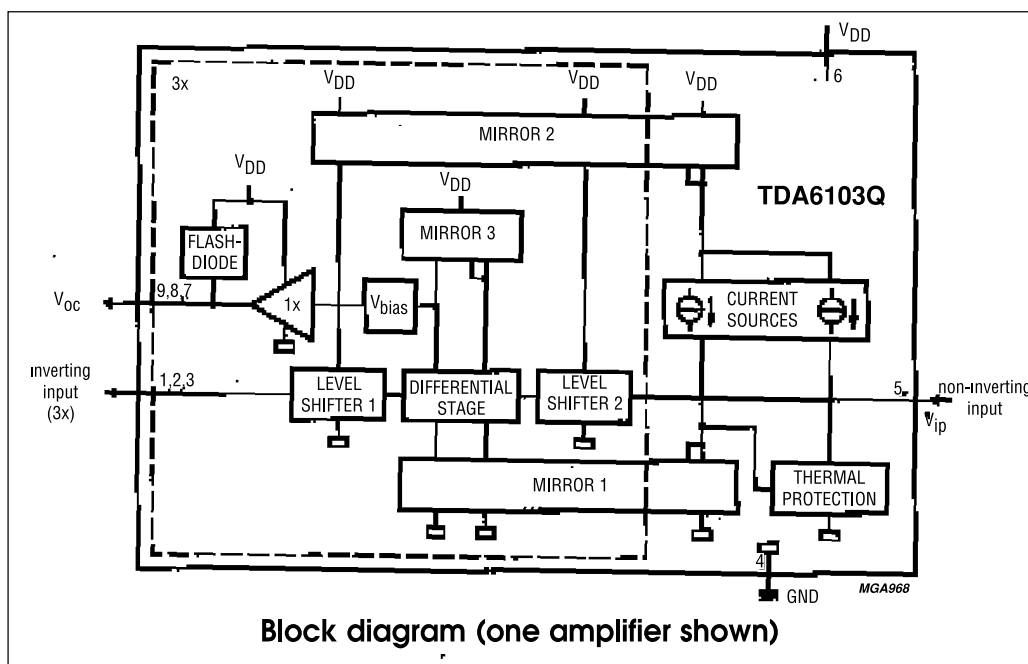 VDD
6
3x
VDD
VDD
VDD
MIRROR 2
VDD
VDD
TDA6103Q
MIRROR 3
FLASH-
DIODE
Voc
9,8,7
1x
Vbias
CURRENT
SOURCES
inverting
input
(3x)
1,2,3
LEVEL
SHIFTER 1
DIFFERENTIAL
STAGE
LEVEL
SHIFTER 2
5
non-inverting
input
Vip
MIRROR 1
THERMAL
PROTECTION
4
GND
MGA968
Block diagram (one amplifier shown)